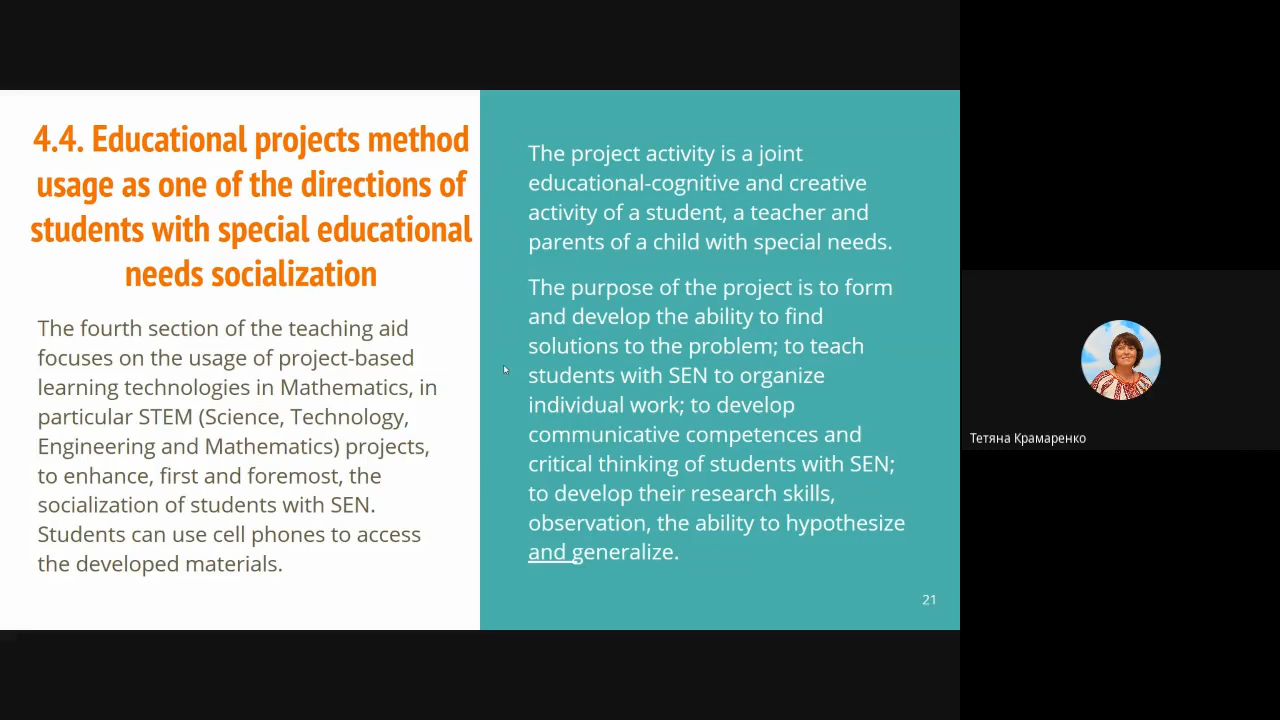 4.4. Educational projects method
usage as one of the directions of
students with special educational
needs socialization
The fourth section of the teaching aid
focuses on the usage of project-based
learning technologies in Mathematics, in
particular STEM (Science, Technology,
Engineering and Mathematics) projects,
to enhance, first and foremost, the
socialization of students with SEN.
Students can use cell phones to access
the developed materials.
The project activity is a joint
educational-cognitive and creative
activity of a student, a teacher and
parents of a child with special needs.
The purpose of the project is to form
and develop the ability to find
solutions to the problem; to teach
students with SEN to organize
individual work; to develop
communicative competences and
critical thinking of students with SEN;
to develop their research skills,
observation, the ability to hypothesize
and generalize.
21
Тетяна Крамаренко